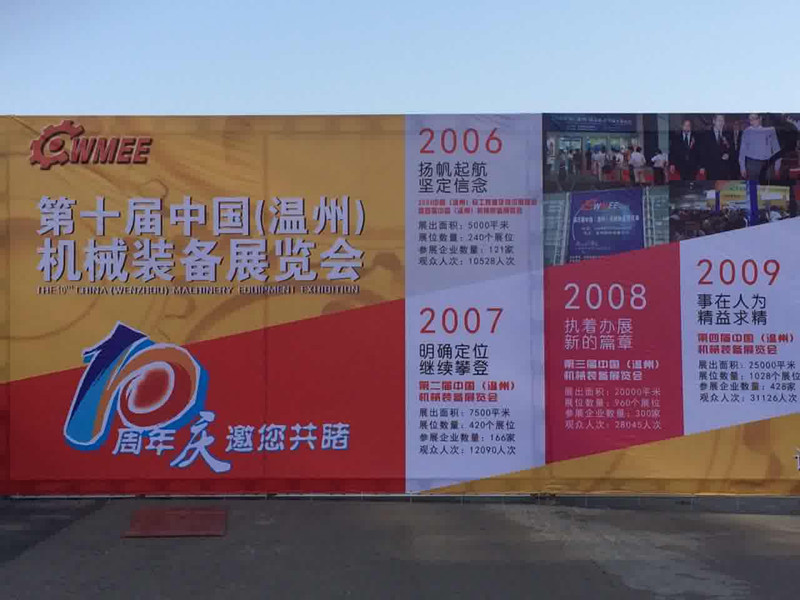 CWMEE
第十届中国(温州)
机械装备展览会
THE 10TH CHINA (WENZHOU) MACHINERY EQUIPMENT EXHIBITION
10
周年庆 邀您共睹
2006
扬帆起航
坚定信念
展出面积：5000平米
展位数量：240个展位
参展企业数量：121家
观众人次：10528人次
2007
明确定位
继续攀登
第二届中国（温州）
机械装备展览会
展出面积：7500平米
展位数量：420个展位
参展企业数量：166家
观众人次：12090人次
2008
执着办展
新的篇章
第三届中国（温州）
机械装备展览会
展出面积：20000平米
展位数量：960个展位
参展企业数量：300家
观众人次：28045人次
2009
事在人为
精益求精
第四届中国（温州）
机械装备展览会
展出面积：25000平米
展位数量：1028个展位
参展企业数量：428家
观众人次：31126人次